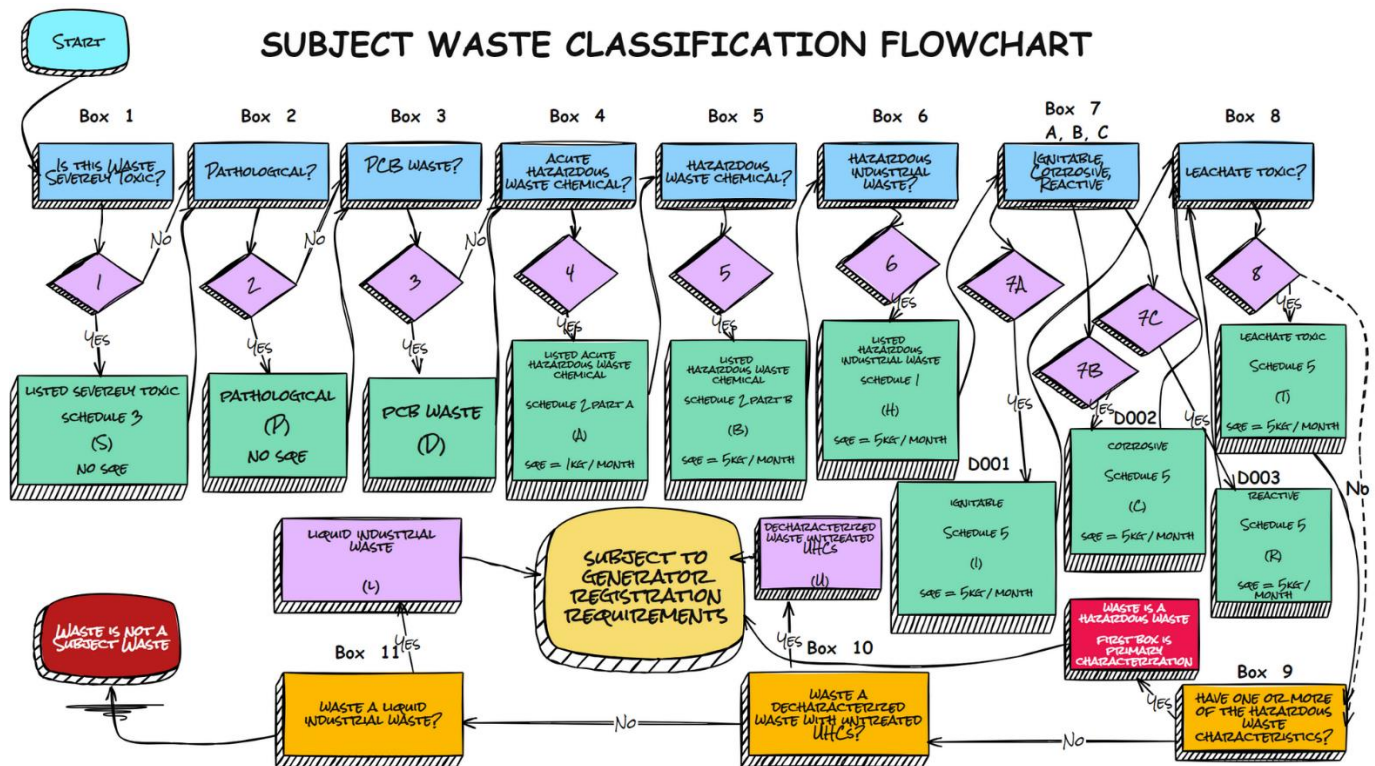 START
SUBJECT WASTE CLASSIFICATION FLOWCHART
Box 1
Box 2
Box 3
Box 4
Box 5
Box 6
Box 7
A, B, C
Box 8
IS THIS WASTE
SEVERELY TOXIC?
PATHOLOGICAL?
PCB WASTE?
ACUTE
HAZARDOUS
WASTE CHEMICAL?
HAZARDOUS
WASTE CHEMICAL?
HAZARDOUS
INDUSTRIAL
WASTE?
IGNITABLE,
CORROSIVE,
REACTIVE
LEACHATE TOXIC?
No
No
No
1
2
3
4
5
6
7A
7B
7C
8
YES
YES
YES
YES
YES
YES
YES
YES
YES
YES
No
LISTED SEVERELY TOXIC
SCHEDULE 3
(S)
NO SQE
PATHOLOGICAL
(P)
NO SQE
PCB WASTE
(D)
LISTED ACUTE
HAZARDOUS WASTE
CHEMICAL
SCHEDULE 2 PART A
(A)
SQE = 1KG / MONTH
LISTED
HAZARDOUS WASTE
CHEMICAL
SCHEDULE 2 PART B
(B)
SQE = 5KG / MONTH
LISTED
HAZARDOUS
INDUSTRIAL WASTE
SCHEDULE 1
(H)
SQE = 5KG / MONTH
D001
IGNITABLE
SCHEDULE 5
(I)
SQE = 5KG / MONTH
D002
CORROSIVE
SCHEDULE 5
(C)
SQE = 5KG / MONTH
D003
REACTIVE
SCHEDULE 5
(R)
SQE = 5KG /
MONTH
LEACHATE TOXIC
SCHEDULE 5
(T)
SQE = 5KG / MONTH
LIQUID INDUSTRIAL
WASTE
(L)
SUBJECT TO
GENERATOR
REGISTRATION
REQUIREMENTS
DECHARACTERIZED
WASTE UNTREATED
UHCs
(U)
WASTE IS A
HAZARDOUS WASTE
FIRST BOX IS
PRIMARY
CHARACTERIZATION
WASTE IS NOT A
SUBJECT WASTE
Box 11
YES
WASTE A LIQUID
INDUSTRIAL WASTE?
No
YES
Box 10
WASTE A
DECHARACTERIZED
WASTE WITH UNTREATED
UHCs?
No
YES
Box 9
HAVE ONE OR MORE
OF THE HAZARDOUS
WASTE
CHARACTERISTICS?